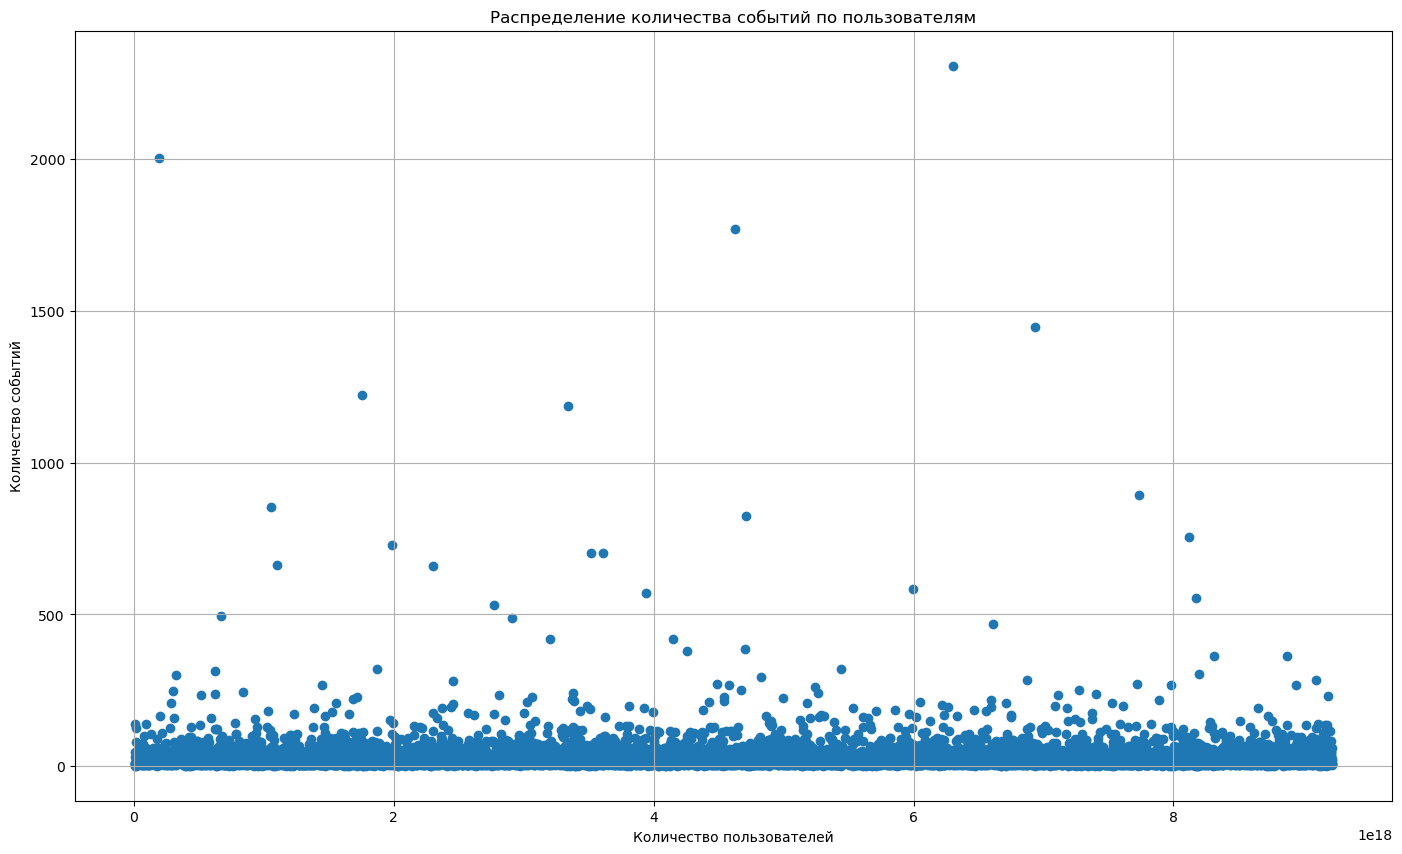 Распределение количества событий по пользователям
Количество событий
2000
1500
1000
500
0
0 2 4 6 8
1e18
Количество пользователей